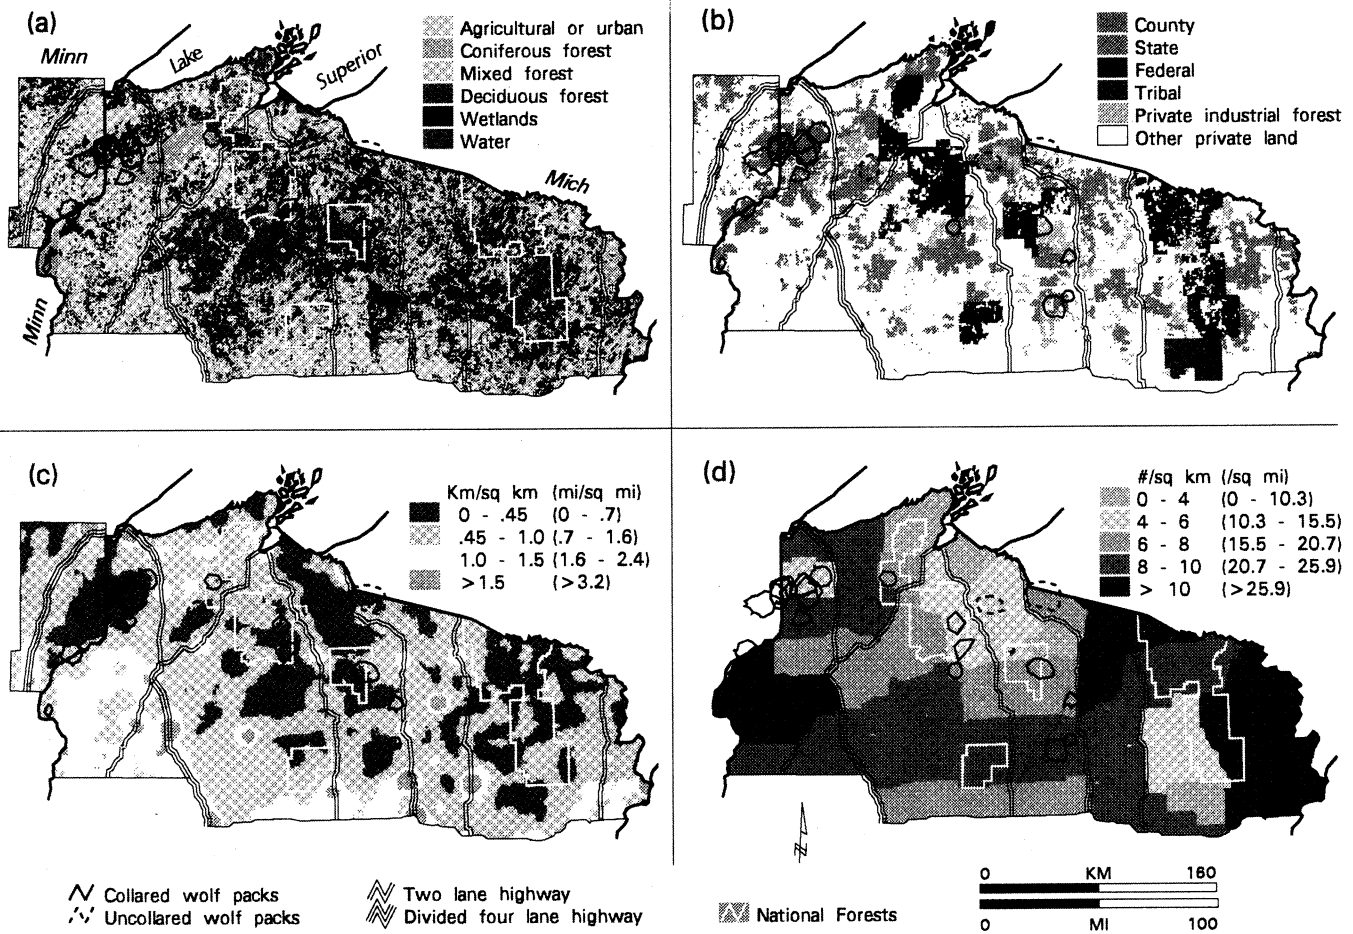 (a)
Minn
Lake
Superior
Mich
Minn
Agricultural or urban
Coniferous forest
Mixed forest
Deciduous forest
Wetlands
Water
(b)
County
State
Federal
Tribal
Private industrial forest
Other private land
(c)
Km/sq km (mi/sq mi)
0 - .45 (0 - .7)
.45 - 1.0 (.7 - 1.6)
1.0 - 1.5 (1.6 - 2.4)
>1.5 (>3.2)
(d)
#/sq km (/sq mi)
0 - 4 (0 - 10.3)
4 - 6 (10.3 - 15.5)
6 - 8 (15.5 - 20.7)
8 - 10 (20.7 - 25.9)
> 10 (>25.9)
N
Collared wolf packs
Uncollared wolf packs
Two lane highway
Divided four lane highway
National Forests
0 KM 160
0 MI 100